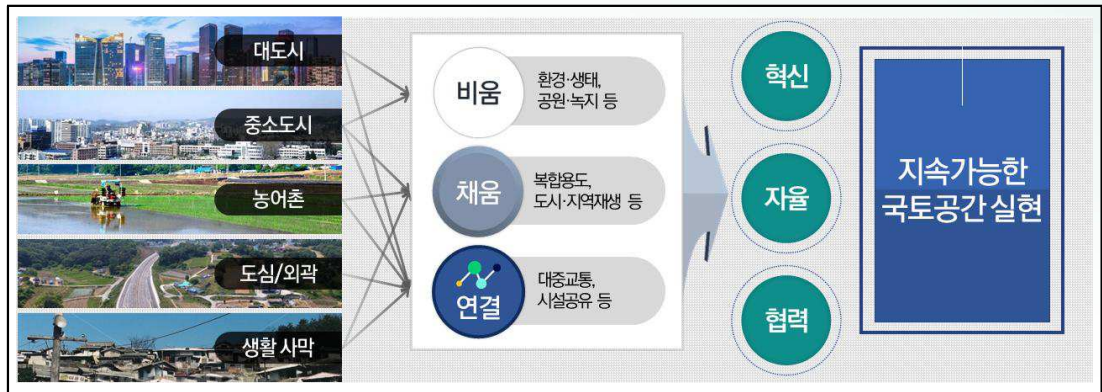 대도시
중소도시
농어촌
도심/외곽
생활 사막
비움
환경·생태,
공원·녹지 등
채움
복합용도,
도시·지역재생 등
연결
대중교통,
시설공유 등
혁신
자율
협력
지속가능한
국토공간 실현